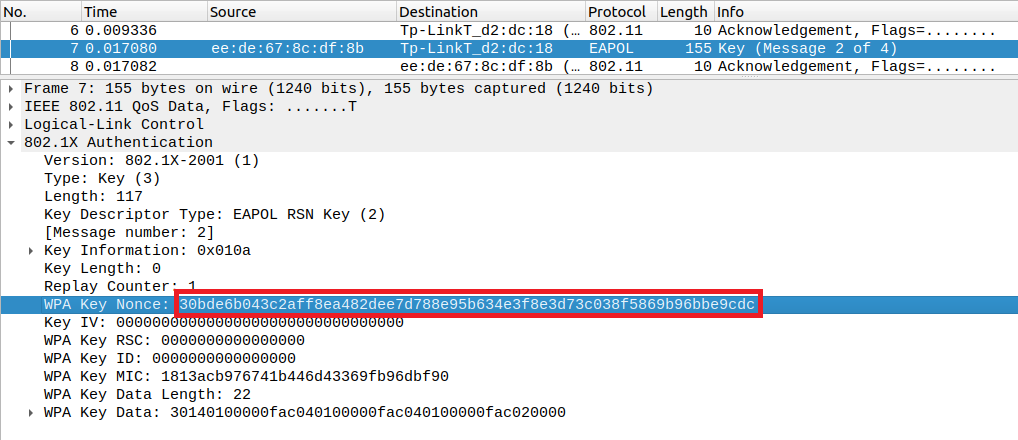 No. Time Source Destination Protocol Length Info
6 0.009336 Tp-LinkT_d2:dc:18 (… 802.11 10 Acknowledgement, Flags=........
7 0.017080 ee:de:67:8c:df:8b Tp-LinkT_d2:dc:18 EAPOL 155 Key (Message 2 of 4)
8 0.017082 ee:de:67:8c:df:8b (… 802.11 10 Acknowledgement, Flags=........
Frame 7: 155 bytes on wire (1240 bits), 155 bytes captured (1240 bits)
IEEE 802.11 QoS Data, Flags: .......T
Logical-Link Control
802.1X Authentication
Version: 802.1X-2001 (1)
Type: Key (3)
Length: 117
Key Descriptor Type: EAPOL RSN Key (2)
[Message number: 2]
Key Information: 0x010a
Key Length: 0
Replay Counter: 1
WPA Key Nonce: 30bde6b043c2aff8ea482dee7d788e95b634e3f8e3d73c038f5869b96bbe9cdc
Key IV: 00000000000000000000000000000000
WPA Key RSC: 0000000000000000
WPA Key ID: 0000000000000000
WPA Key MIC: 1813acb976741b446d43369fb96dbf90
WPA Key Data Length: 22
WPA Key Data: 30140100000fac040100000fac040100000fac020000